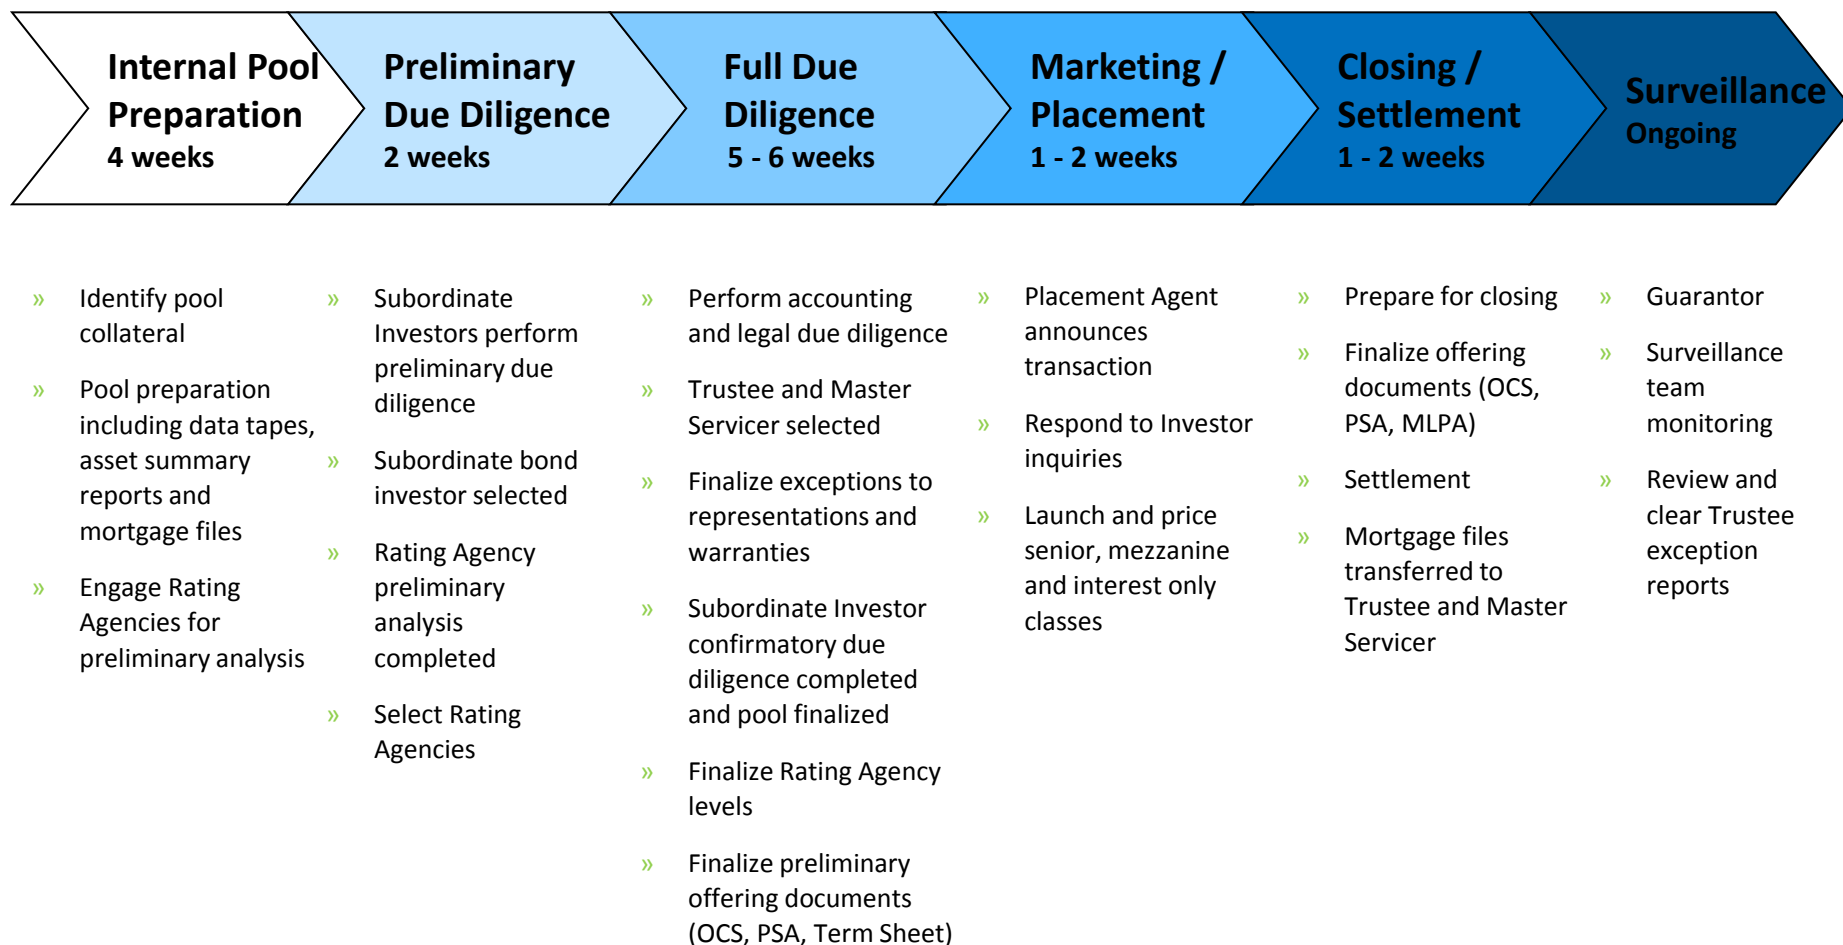 Internal Pool
Preparation
4 weeks
Preliminary
Due Diligence
2 weeks
Full Due
Diligence
5 - 6 weeks
Marketing /
Placement
1 - 2 weeks
Closing /
Settlement
1 - 2 weeks
Surveillance
Ongoing
» Identify pool
collateral
» Pool preparation
including data tapes,
asset summary
reports and
mortgage files
» Engage Rating
Agencies for
preliminary analysis
» Subordinate
Investors perform
preliminary due
diligence
» Subordinate bond
investor selected
» Rating Agency
preliminary
analysis
completed
» Select Rating
Agencies
» Perform accounting
and legal due diligence
» Trustee and Master
Servicer selected
» Finalize exceptions to
representations and
warranties
» Subordinate Investor
confirmatory due
diligence completed
and pool finalized
» Finalize Rating Agency
levels
» Finalize preliminary
offering documents
(OCS, PSA, Term Sheet)
» Placement Agent
announces
transaction
» Respond to Investor
inquiries
» Launch and price
senior, mezzanine
and interest only
classes
» Prepare for closing
» Finalize offering
documents (OCS,
PSA, MLPA)
» Settlement
» Mortgage files
transferred to
Trustee and Master
Servicer
» Guarantor
» Surveillance
team
monitoring
» Review and
clear Trustee
exception
reports